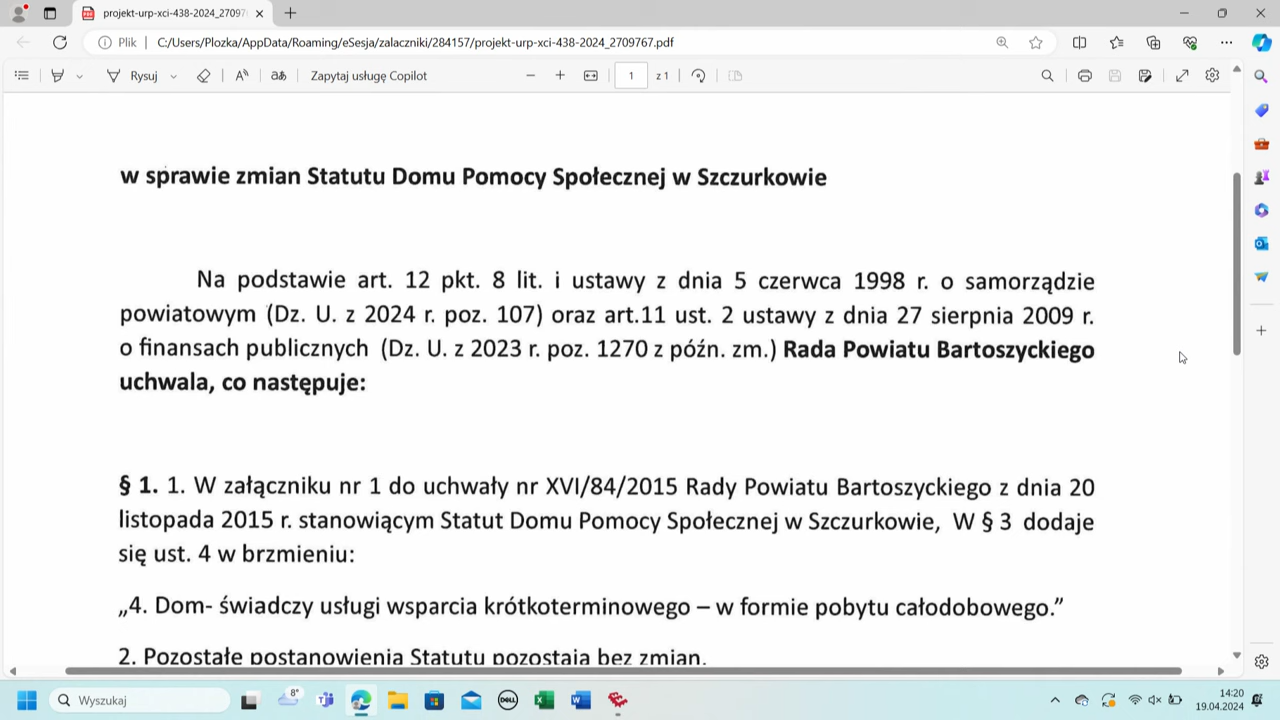 projekt-urp-xci-438-2024_27097
Plik
C:/Users/Plozka/AppData/Roaming/eSesja/zalaczniki/284157/projekt-urp-xci-438-2024_2709767.pdf
Rysuj
aあ
Zapytaj usługę Copilot
1 z 1
w sprawie zmian Statutu Domu Pomocy Społecznej w Szczurkowie
Na podstawie art. 12 pkt. 8 lit. i ustawy z dnia 5 czerwca 1998 r. o samorządzie
powiatowym (Dz. U. z 2024 r. poz. 107) oraz art.11 ust. 2 ustawy z dnia 27 sierpnia 2009 r.
o finansach publicznych (Dz. U. z 2023 r. poz. 1270 z późn. zm.) Rada Powiatu Bartoszyckiego
uchwala, co następuje:
§ 1. 1. W załączniku nr 1 do uchwały nr XVI/84/2015 Rady Powiatu Bartoszyckiego z dnia 20
listopada 2015 r. stanowiącym Statut Domu Pomocy Społecznej w Szczurkowie, W § 3 dodaje
się ust. 4 w brzmieniu:
„4. Dom- świadczy usługi wsparcia krótkoterminowego – w formie pobytu całodobowego.”
2. Pozostałe postanowienia Statutu pozostają bez zmian.
Wyszukaj
8°
DELL
14:20
19.04.2024